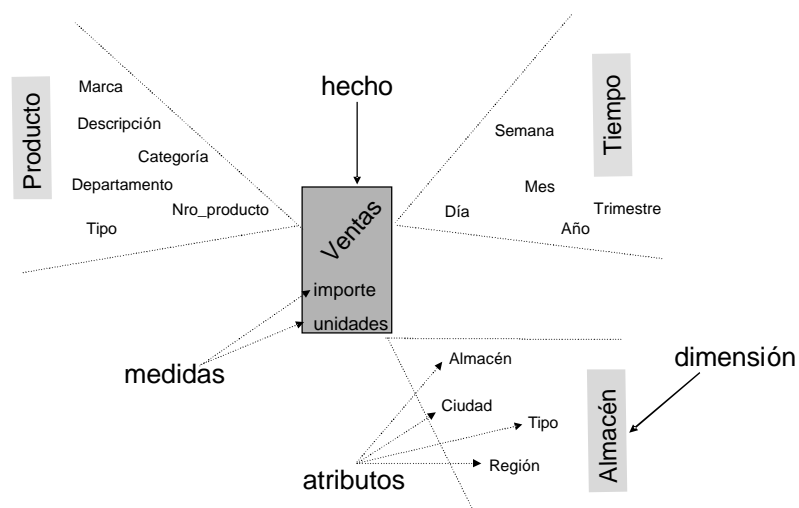 Producto
Marca
Descripción
Categoría
Departamento
Nro_producto
Tipo
hecho
Ventas
importe
unidades
medidas
Tiempo
Semana
Mes
Día
Trimestre
Año
Almacén
Ciudad
Tipo
Región
atributos
Almacén
dimensión